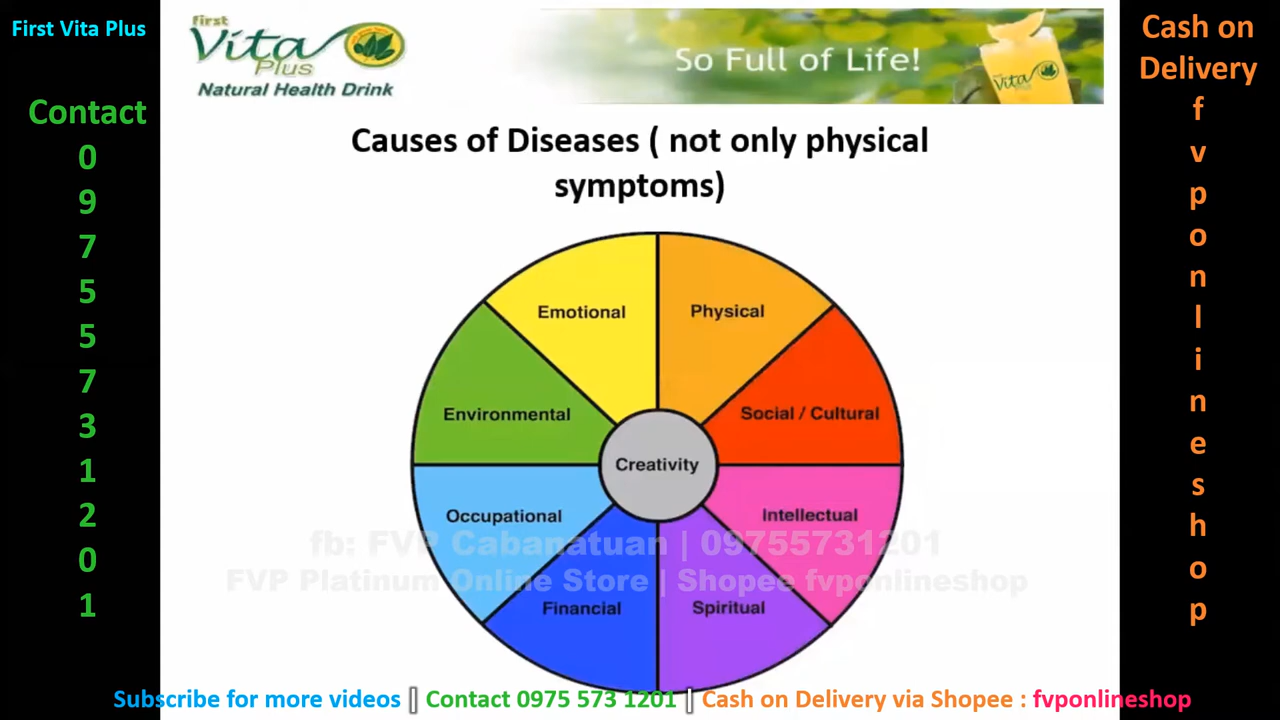 First Vita Plus
Contact
0
9
7
5
5
7
3
1
2
0
1
first
Vita
Plus
Natural Health Drink
So Full of Life!
Vita
Causes of Diseases ( not only physical
symptoms)
Emotional
Physical
Environmental
Social / Cultural
Creativity
Occupational
Intellectual
fb: FVP Cabanatuan | 09755731201
FVP Platinum Online Store | Shopee fvponlineshop
Financial
Spiritual
Cash on
Delivery
f
v
p
o
n
l
i
n
e
s
h
o
p
Subscribe for more videos | Contact 0975 573 1201 | Cash on Delivery via Shopee : fvponlineshop